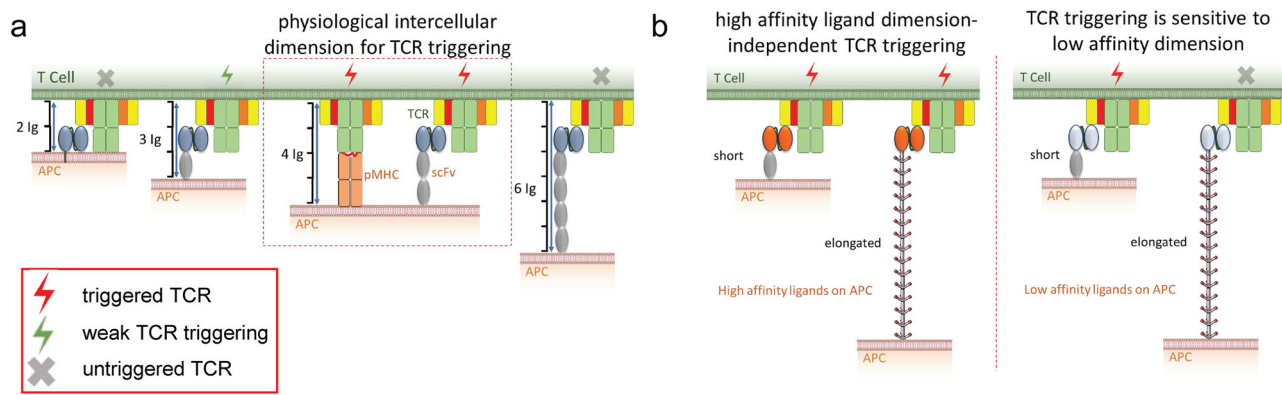 a
physiological intercellular
dimension for TCR triggering
T Cell
2 Ig
APC
3 Ig
APC
4 Ig
pMHC
TCR
scFv
APC
6 Ig
APC
triggered TCR
weak TCR triggering
untriggered TCR
b
high affinity ligand dimension-
independent TCR triggering
T Cell
short
APC
elongated
High affinity ligands on APC
APC
TCR triggering is sensitive to
low affinity dimension
T Cell
short
APC
elongated
Low affinity ligands on APC
APC